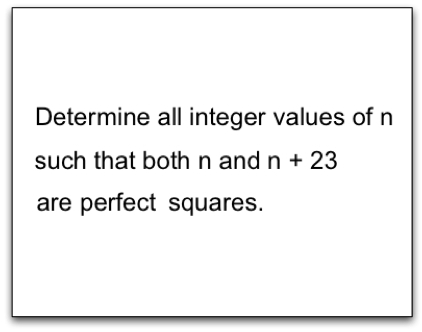 Determine all integer values of n
such that both n and n + 23
are perfect squares.